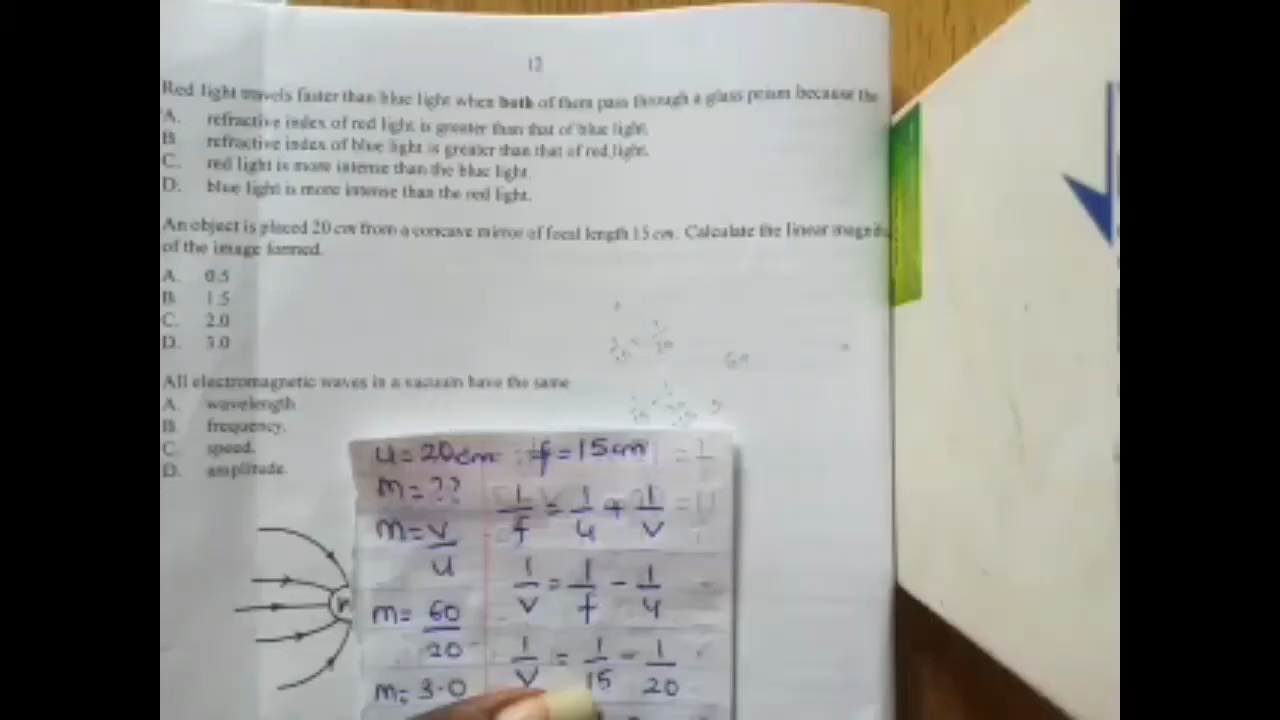 12
Red light travels faster than blue light when both of them pass through a glass prism because the
A. refractive index of red light is greater than that of blue light.
B. refractive index of blue light is greater than that of red light.
C. red light is more intense than the blue light
D. blue light is more intense than the red light.
An object is placed 20 cm from a concave mirror of focal length 15 cm. Calculate the linear
of the image formed.
A. 0.5
B. 1.5
C. 2.0
D. 3.0
All electromagnetic waves in a vacuum have the same
A. wavelength
B. frequency.
C. speed.
D. amplitude.
u = 20cm f = 15cm
m = ??
m = v/u
m = 60/20
m = 3.0
1/f = 1/u + 1/v
1/v = 1/f - 1/u
1/v = 1/15 - 1/20